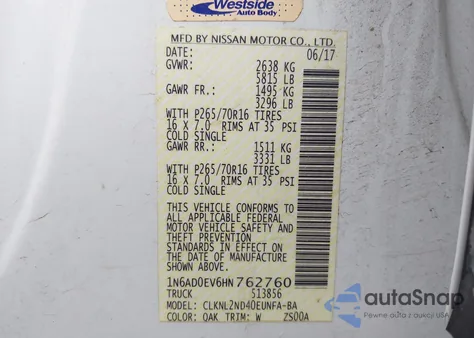 Westside
Auto Body
MFD BY NISSAN MOTOR CO., LTD.
DATE: 06/17
GVWR: 2638 KG
5815 LB
GAWR FR.: 1495 KG
3296 LB
WITH P265/70R16 TIRES
16 X 7.0 RIMS AT 35 PSI
COLD SINGLE
GAWR RR.: 1511 KG
3331 LB
WITH P265/70R16 TIRES
16 X 7.0 RIMS AT 35 PSI
COLD SINGLE
THIS VEHICLE CONFORMS TO
ALL APPLICABLE FEDERAL
MOTOR VEHICLE SAFETY AND
THEFT PREVENTION
STANDARDS IN EFFECT ON
THE DATE OF MANUFACTURE
SHOWN ABOVE.
1N6AD0EV6HN762760
TRUCK S13856
MODEL: CLKNL2ND40EUNFA-BA
COLOR: QAK TRIM: W ZS00A
autaSnap
Pewne auta z aukcji w USA